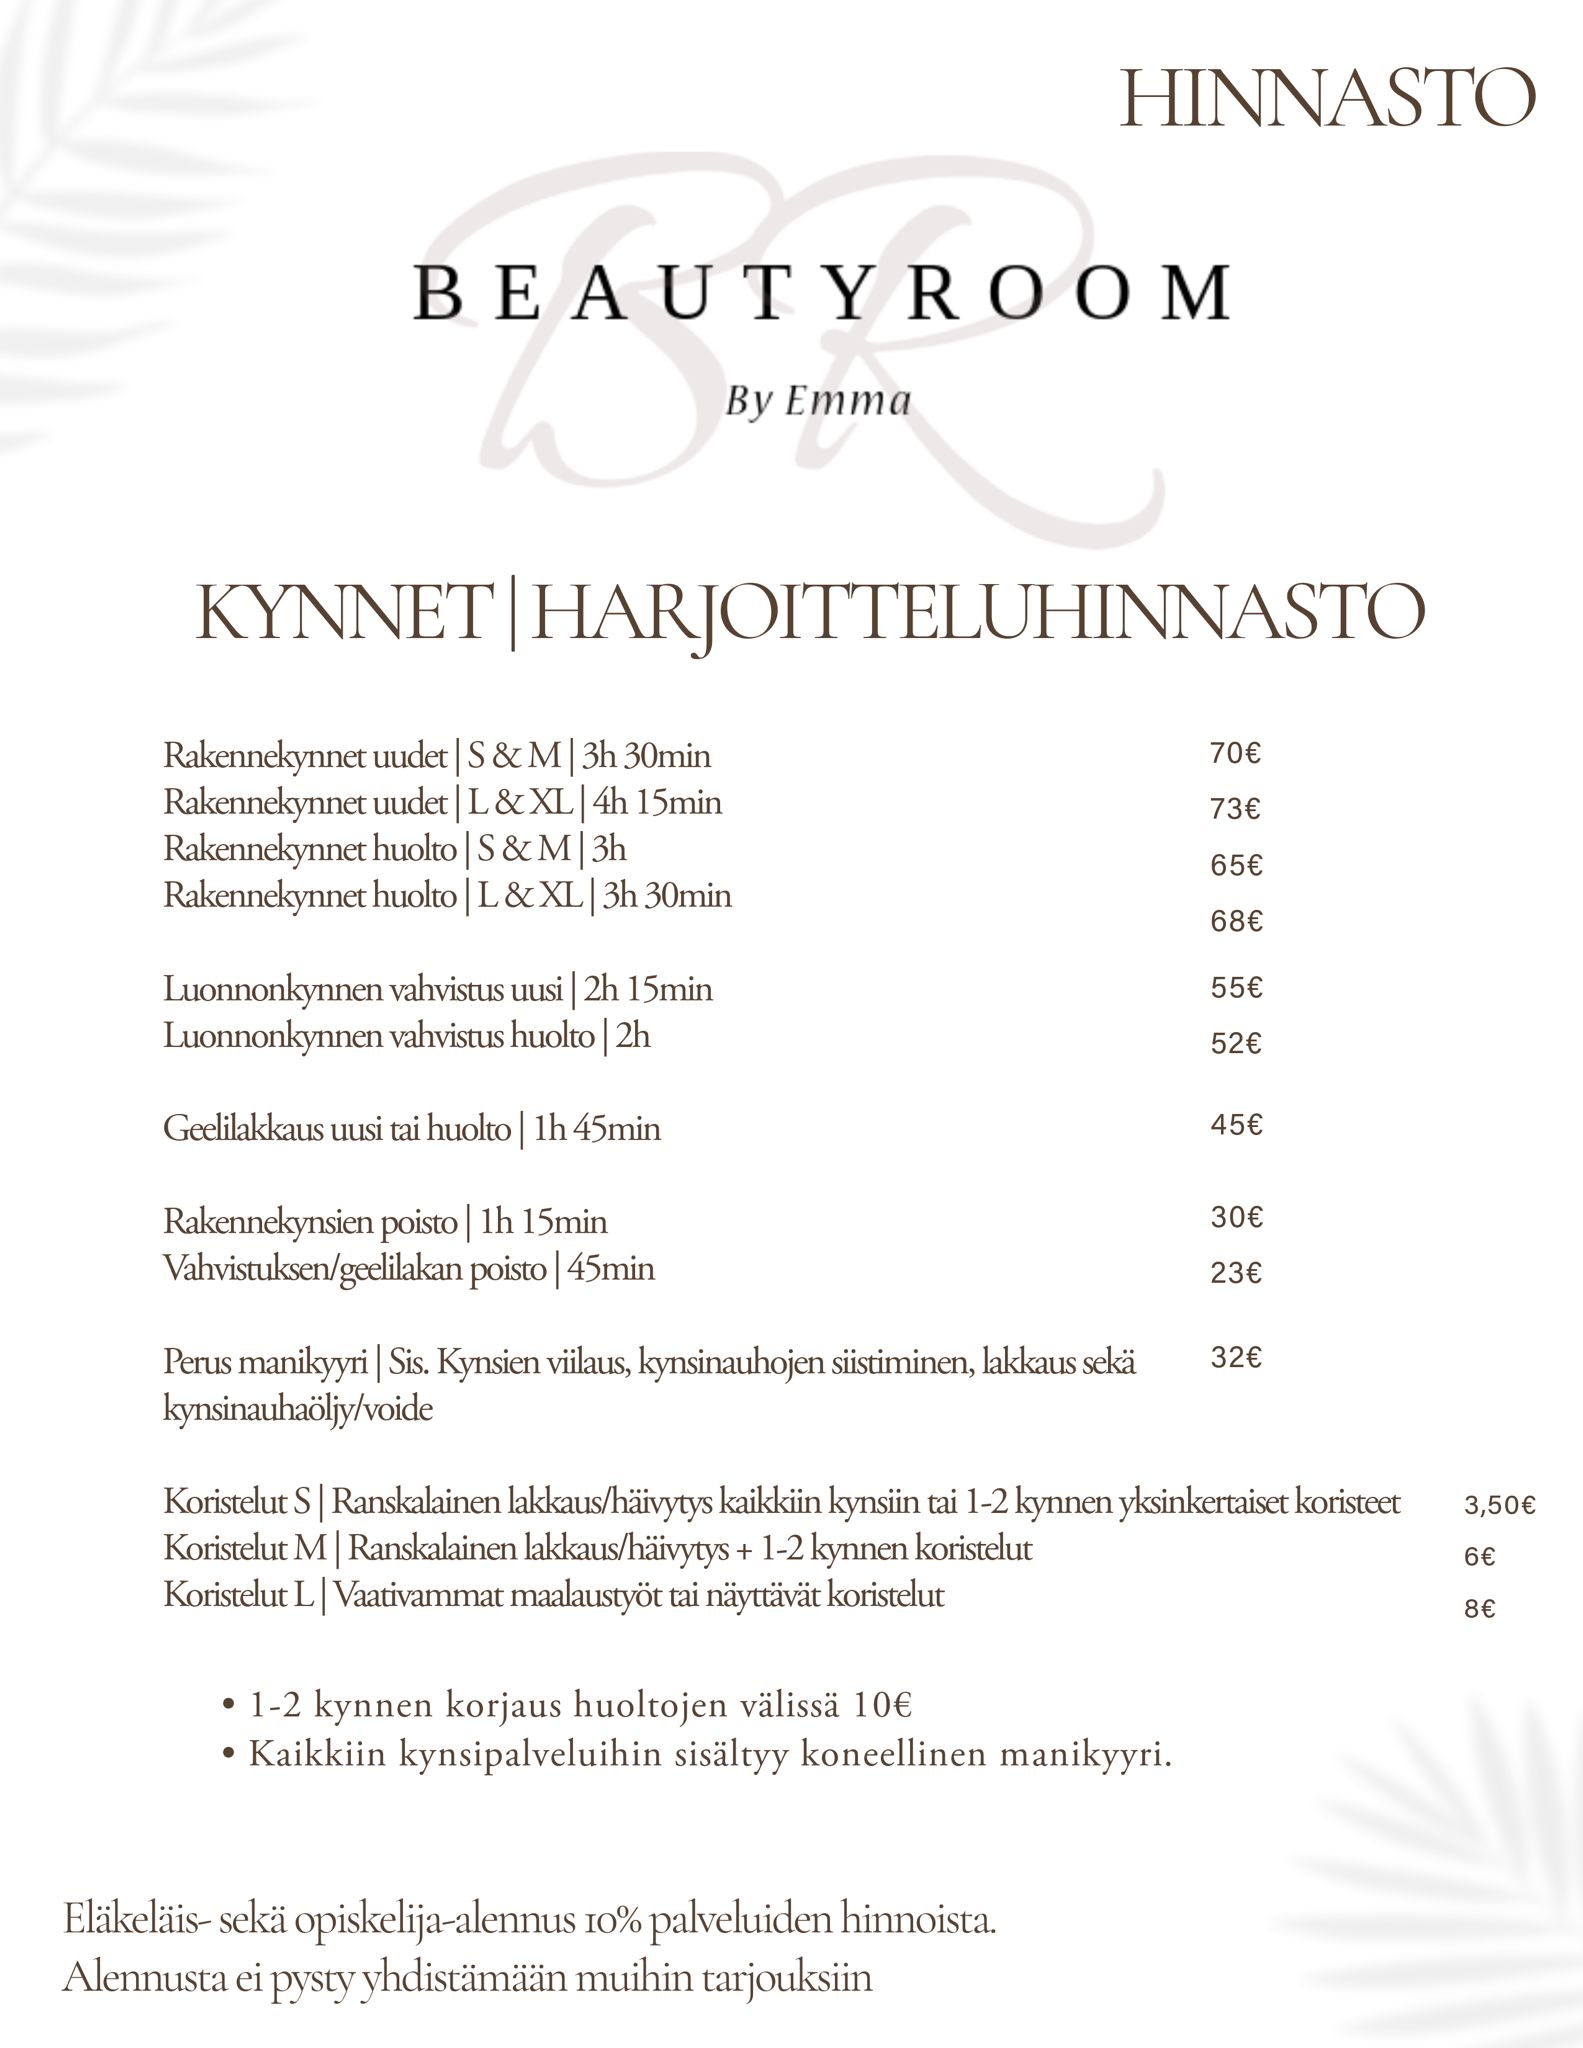 HINNASTO
BR
BEAUTYROOM
By Emma
KYNNET | HARJOITTELUHINNASTO
Rakennekynnet uudet | S & M | 3h 30min 70€
Rakennekynnet uudet | L & XL | 4h 15min 73€
Rakennekynnet huolto | S & M | 3h 65€
Rakennekynnet huolto | L & XL | 3h 30min 68€
Luonnonkynnen vahvistus uusi | 2h 15min 55€
Luonnonkynnen vahvistus huolto | 2h 52€
Geelilakkaus uusi tai huolto | 1h 45min 45€
Rakennekynsien poisto | 1h 15min 30€
Vahvistuksen/geelilakan poisto | 45min 23€
Perus manikyyri | Sis. Kynsien viilaus, kynsinauhojen siistiminen, lakkaus sekä 32€
kynsinauhaöljy/voide
Koristelut S | Ranskalainen lakkaus/häivytys kaikkiin kynsiin tai 1-2 kynnen yksinkertaiset koristeet 3,50€
Koristelut M | Ranskalainen lakkaus/häivytys + 1-2 kynnen koristelut 6€
Koristelut L | Vaativammat maalaustyöt tai näyttävät koristelut 8€
• 1-2 kynnen korjaus huoltojen välissä 10€
• Kaikkiin kynsipalveluihin sisältyy koneellinen manikyyri.
Eläkeläis- sekä opiskelija-alennus 10% palveluiden hinnoista.
Alennusta ei pysty yhdistämään muihin tarjouksiin